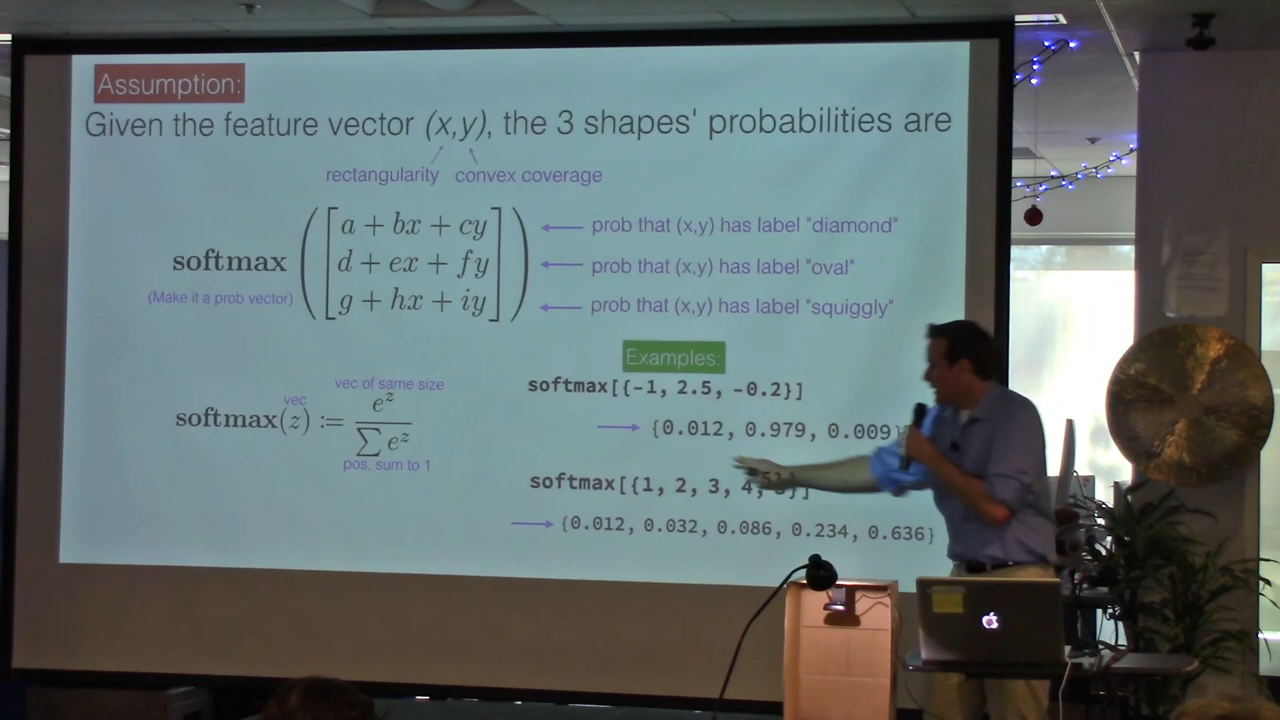 Assumption:
Given the feature vector (x,y), the 3 shapes' probabilities are
rectangularity convex coverage
softmax ([a + bx + cy]) prob that (x,y) has label "diamond"
(Make it a prob vector) [d + ex + fy] prob that (x,y) has label "oval"
[g + hx + iy] prob that (x,y) has label "squiggly"
Examples:
softmax[{-1, 2.5, -0.2}]
{0.012, 0.979, 0.009}
softmax[{1, 2, 3, 4, 5}]
{0.012, 0.032, 0.086, 0.234, 0.636}
vec of same size
vec
softmax(z) := e^z / ∑ e^z
pos, sum to 1